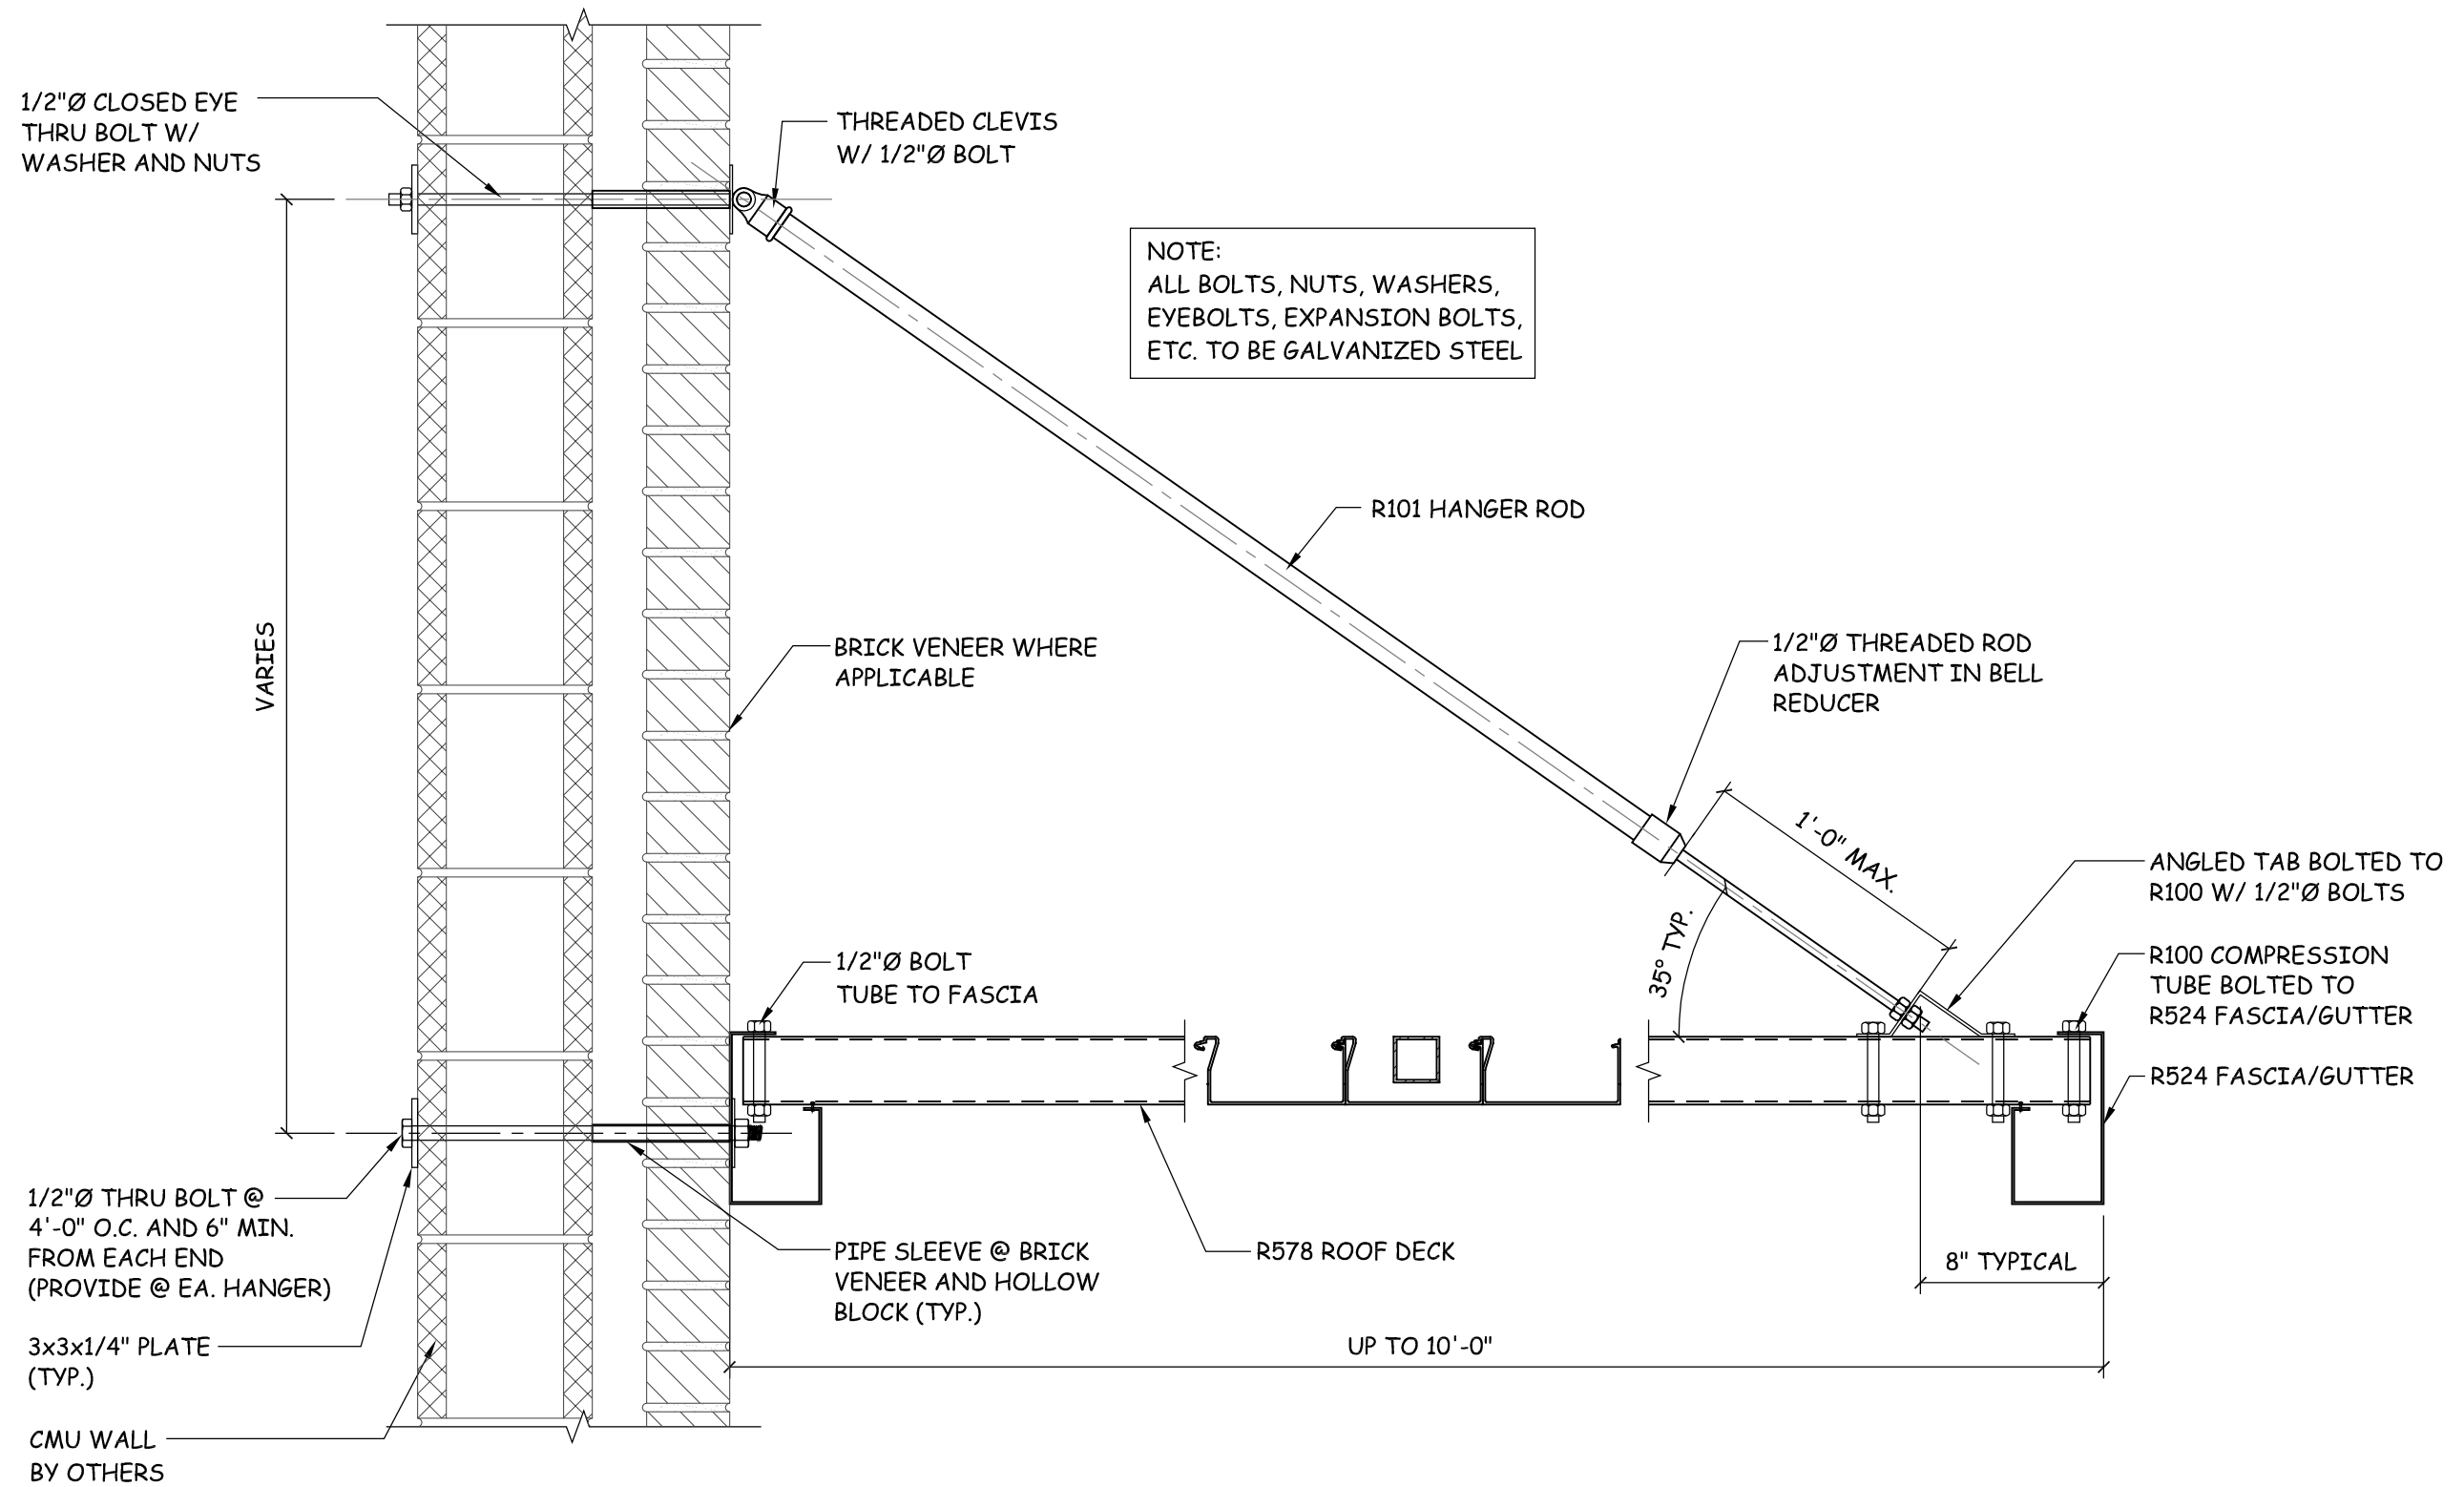 1/2"Ø CLOSED EYE
THRU BOLT W/
WASHER AND NUTS
THREADED CLEVIS
W/ 1/2"Ø BOLT
NOTE:
ALL BOLTS, NUTS, WASHERS,
EYEBOLTS, EXPANSION BOLTS,
ETC. TO BE GALVANIZED STEEL
R101 HANGER ROD
VARIES
BRICK VENEER WHERE
APPLICABLE
1/2"Ø THREADED ROD
ADJUSTMENT IN BELL
REDUCER
1'-0" MAX.
35° TYP.
ANGLED TAB BOLTED TO
R100 W/ 1/2"Ø BOLTS
R100 COMPRESSION
TUBE BOLTED TO
R524 FASCIA/GUTTER
R524 FASCIA/GUTTER
1/2"Ø BOLT
TUBE TO FASCIA
1/2"Ø THRU BOLT @
4'-0" O.C. AND 6" MIN.
FROM EACH END
(PROVIDE @ EA. HANGER)
3x3x1/4" PLATE
(TYP.)
CMU WALL
BY OTHERS
PIPE SLEEVE @ BRICK
VENEER AND HOLLOW
BLOCK (TYP.)
R578 ROOF DECK
8" TYPICAL
UP TO 10'-0"